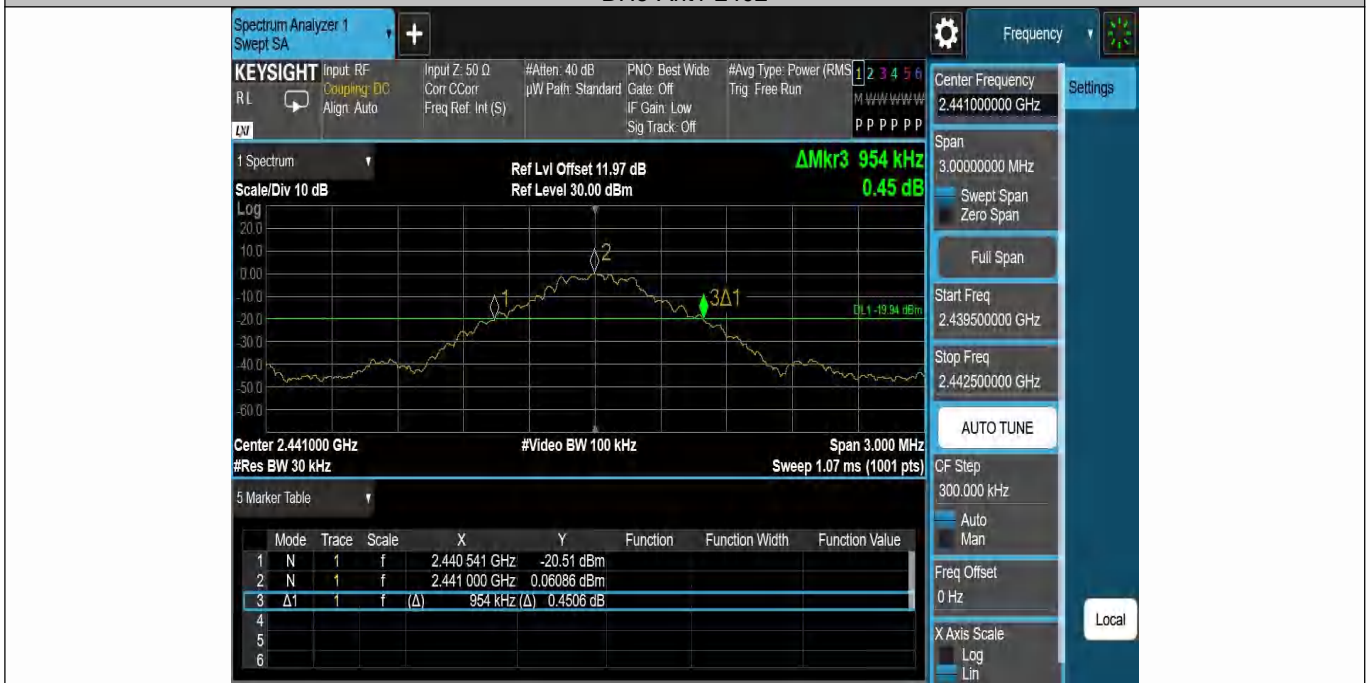 Spectrum Analyzer 1
Swept SA
+
Frequency
KEYSIGHT Input: RF Input Z: 50 Ω #Atten: 40 dB PNO: Best Wide #Avg Type: Power (RMS 1 2 3 4 5 6
RL Coupling: DC Corr CCorr µW Path: Standard Gate: Off Trig: Free Run M W W W W W
Align: Auto Freq Ref: Int (S) IF Gain: Low
LXI Sig Track: Off P P P P P P
1 Spectrum
Ref Lvl Offset 11.97 dB
ΔMkr3 954 kHz
Scale/Div 10 dB Ref Level 30.00 dBm 0.45 dB
Log
20.0
10.0
0.00
-10.0
-20.0
-30.0
-40.0
-50.0
-60.0
1
2
3Δ1
DL1 -19.94 dBm
Center 2.441000 GHz #Video BW 100 kHz Span 3.000 MHz
#Res BW 30 kHz Sweep 1.07 ms (1001 pts)
5 Marker Table
Mode Trace Scale X Y Function Function Width Function Value
1 N 1 f 2.440 541 GHz -20.51 dBm
2 N 1 f 2.441 000 GHz 0.06086 dBm
3 Δ1 1 f (Δ) 954 kHz (Δ) 0.4506 dB
4
5
6
Center Frequency
2.441000000 GHz
Settings
Span
3.00000000 MHz
Swept Span
Zero Span
Full Span
Start Freq
2.439500000 GHz
Stop Freq
2.442500000 GHz
AUTO TUNE
CF Step
300.000 kHz
Auto
Man
Freq Offset
0 Hz
X Axis Scale
Log
Lin
Local